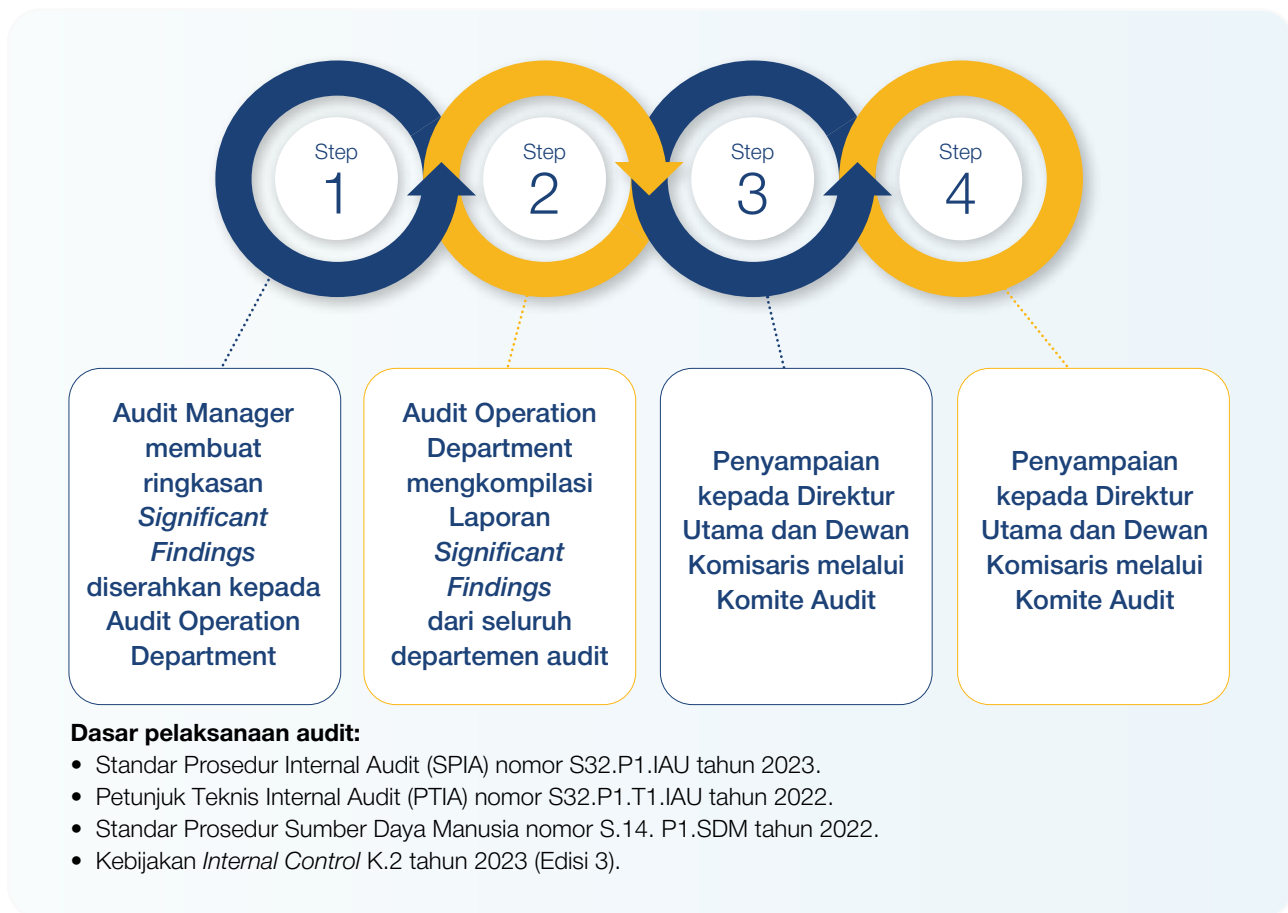 Step
1
Step
2
Step
3
Step
4
Audit Manager
membuat
ringkasan
Significant
Findings
diserahkan kepada
Audit Operation
Department
Audit Operation
Department
mengkompilasi
Laporan
Significant
Findings
dari seluruh
departemen audit
Penyampaian
kepada Direktur
Utama dan Dewan
Komisaris melalui
Komite Audit
Penyampaian
kepada Direktur
Utama dan Dewan
Komisaris melalui
Komite Audit
Dasar pelaksanaan audit:
• Standar Prosedur Internal Audit (SPIA) nomor S32.P1.IAU tahun 2023.
• Petunjuk Teknis Internal Audit (PTIA) nomor S32.P1.T1.IAU tahun 2022.
• Standar Prosedur Sumber Daya Manusia nomor S.14. P1.SDM tahun 2022.
• Kebijakan Internal Control K.2 tahun 2023 (Edisi 3).